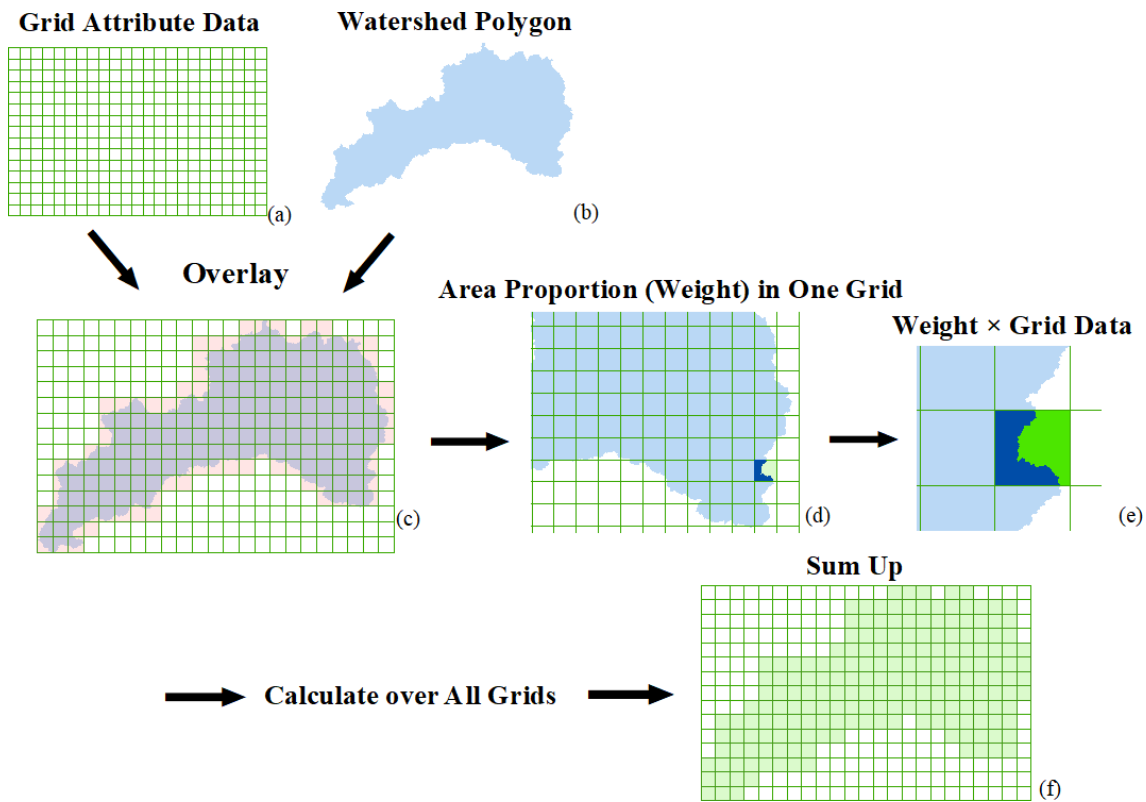 Grid Attribute Data
Watershed Polygon
(a)
(b)
Overlay
Area Proportion (Weight) in One Grid
Weight × Grid Data
(c)
(d)
(e)
Sum Up
Calculate over All Grids
(f)